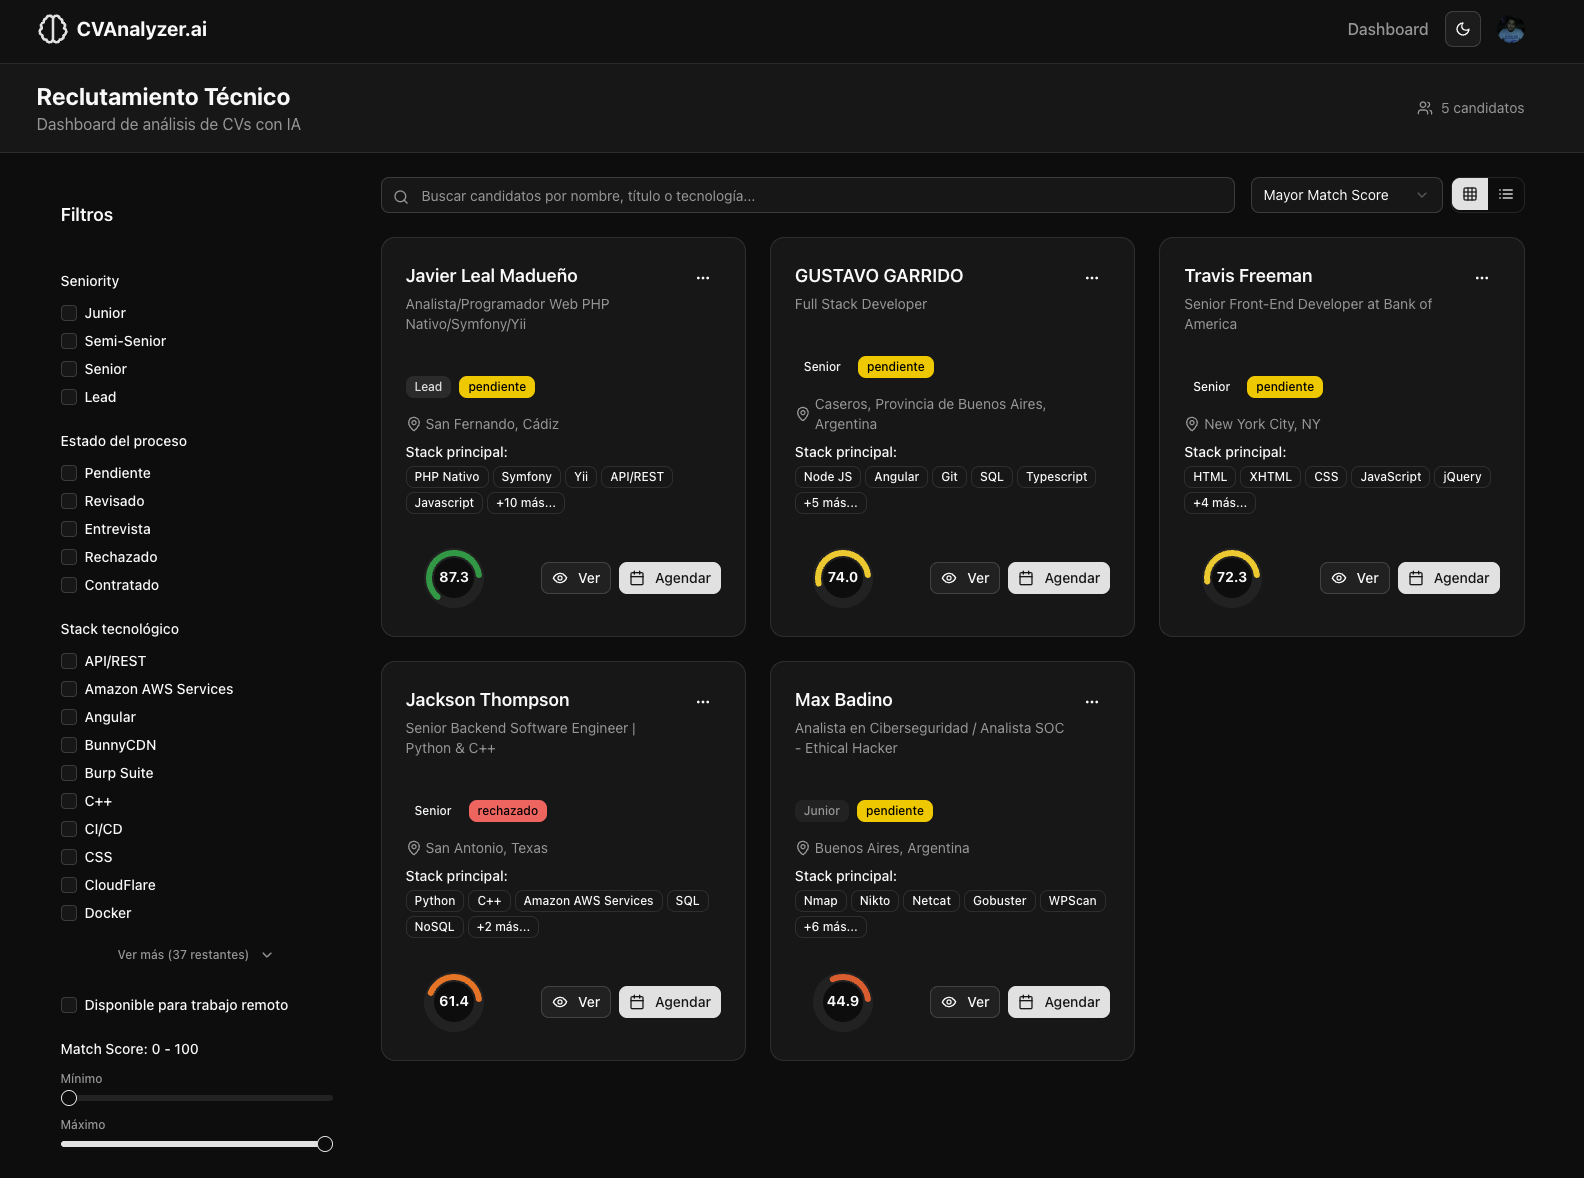 CVAnalyzer.ai
Dashboard
Reclutamiento Técnico
Dashboard de análisis de CVs con IA
5 candidatos
Filtros
Seniority
Junior
Semi-Senior
Senior
Lead
Estado del proceso
Pendiente
Revisado
Entrevista
Rechazado
Contratado
Stack tecnológico
API/REST
Amazon AWS Services
Angular
BunnyCDN
Burp Suite
C++
CI/CD
CSS
CloudFlare
Docker
Ver más (37 restantes)
Disponible para trabajo remoto
Match Score: 0 - 100
Mínimo
Máximo
Buscar candidatos por nombre, título o tecnología...
Mayor Match Score
Javier Leal Madueño
Analista/Programador Web PHP
Nativo/Symfony/Yii
Lead pendiente
San Fernando, Cádiz
Stack principal:
PHP Nativo Symfony Yii API/REST
Javascript +10 más...
87.3 Ver Agendar
GUSTAVO GARRIDO
Full Stack Developer
Senior pendiente
Caseros, Provincia de Buenos Aires,
Argentina
Stack principal:
Node JS Angular Git SQL Typescript
+5 más...
74.0 Ver Agendar
Travis Freeman
Senior Front-End Developer at Bank of
America
Senior pendiente
New York City, NY
Stack principal:
HTML XHTML CSS JavaScript jQuery
+4 más...
72.3 Ver Agendar
Jackson Thompson
Senior Backend Software Engineer |
Python & C++
Senior rechazado
San Antonio, Texas
Stack principal:
Python C++ Amazon AWS Services SQL
NoSQL +2 más...
61.4 Ver Agendar
Max Badino
Analista en Ciberseguridad / Analista SOC
- Ethical Hacker
Junior pendiente
Buenos Aires, Argentina
Stack principal:
Nmap Nikto Netcat Gobuster WPScan
+6 más...
44.9 Ver Agendar